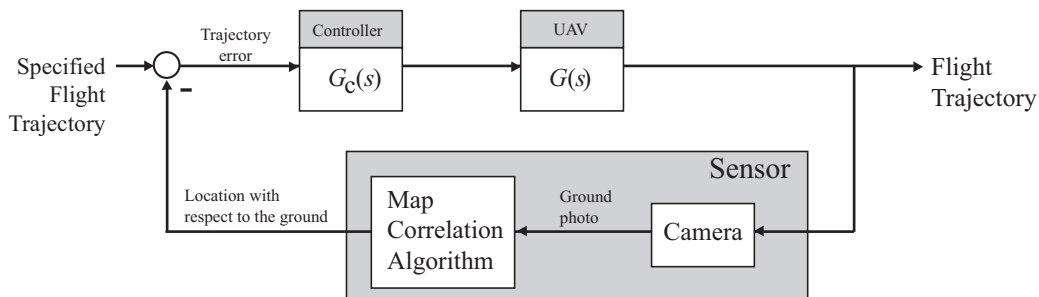 Controller
UAV
Trajectory
error
Specified
Flight
Trajectory
Gc(s)
G(s)
Flight
Trajectory
-
Sensor
Location with
respect to the ground
Map
Correlation
Algorithm
Ground
photo
Camera